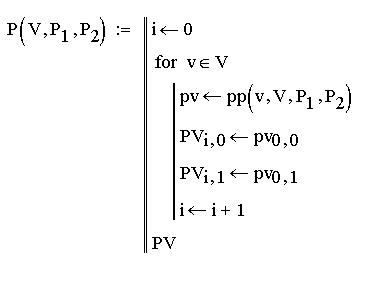 P(V,P₁,P₂) := i←0
for v∈V
pv←pp(v,V,P₁,P₂)
PVᵢ,₀←pv₀,₀
PVᵢ,₁←pv₀,₁
i←i+1
PV